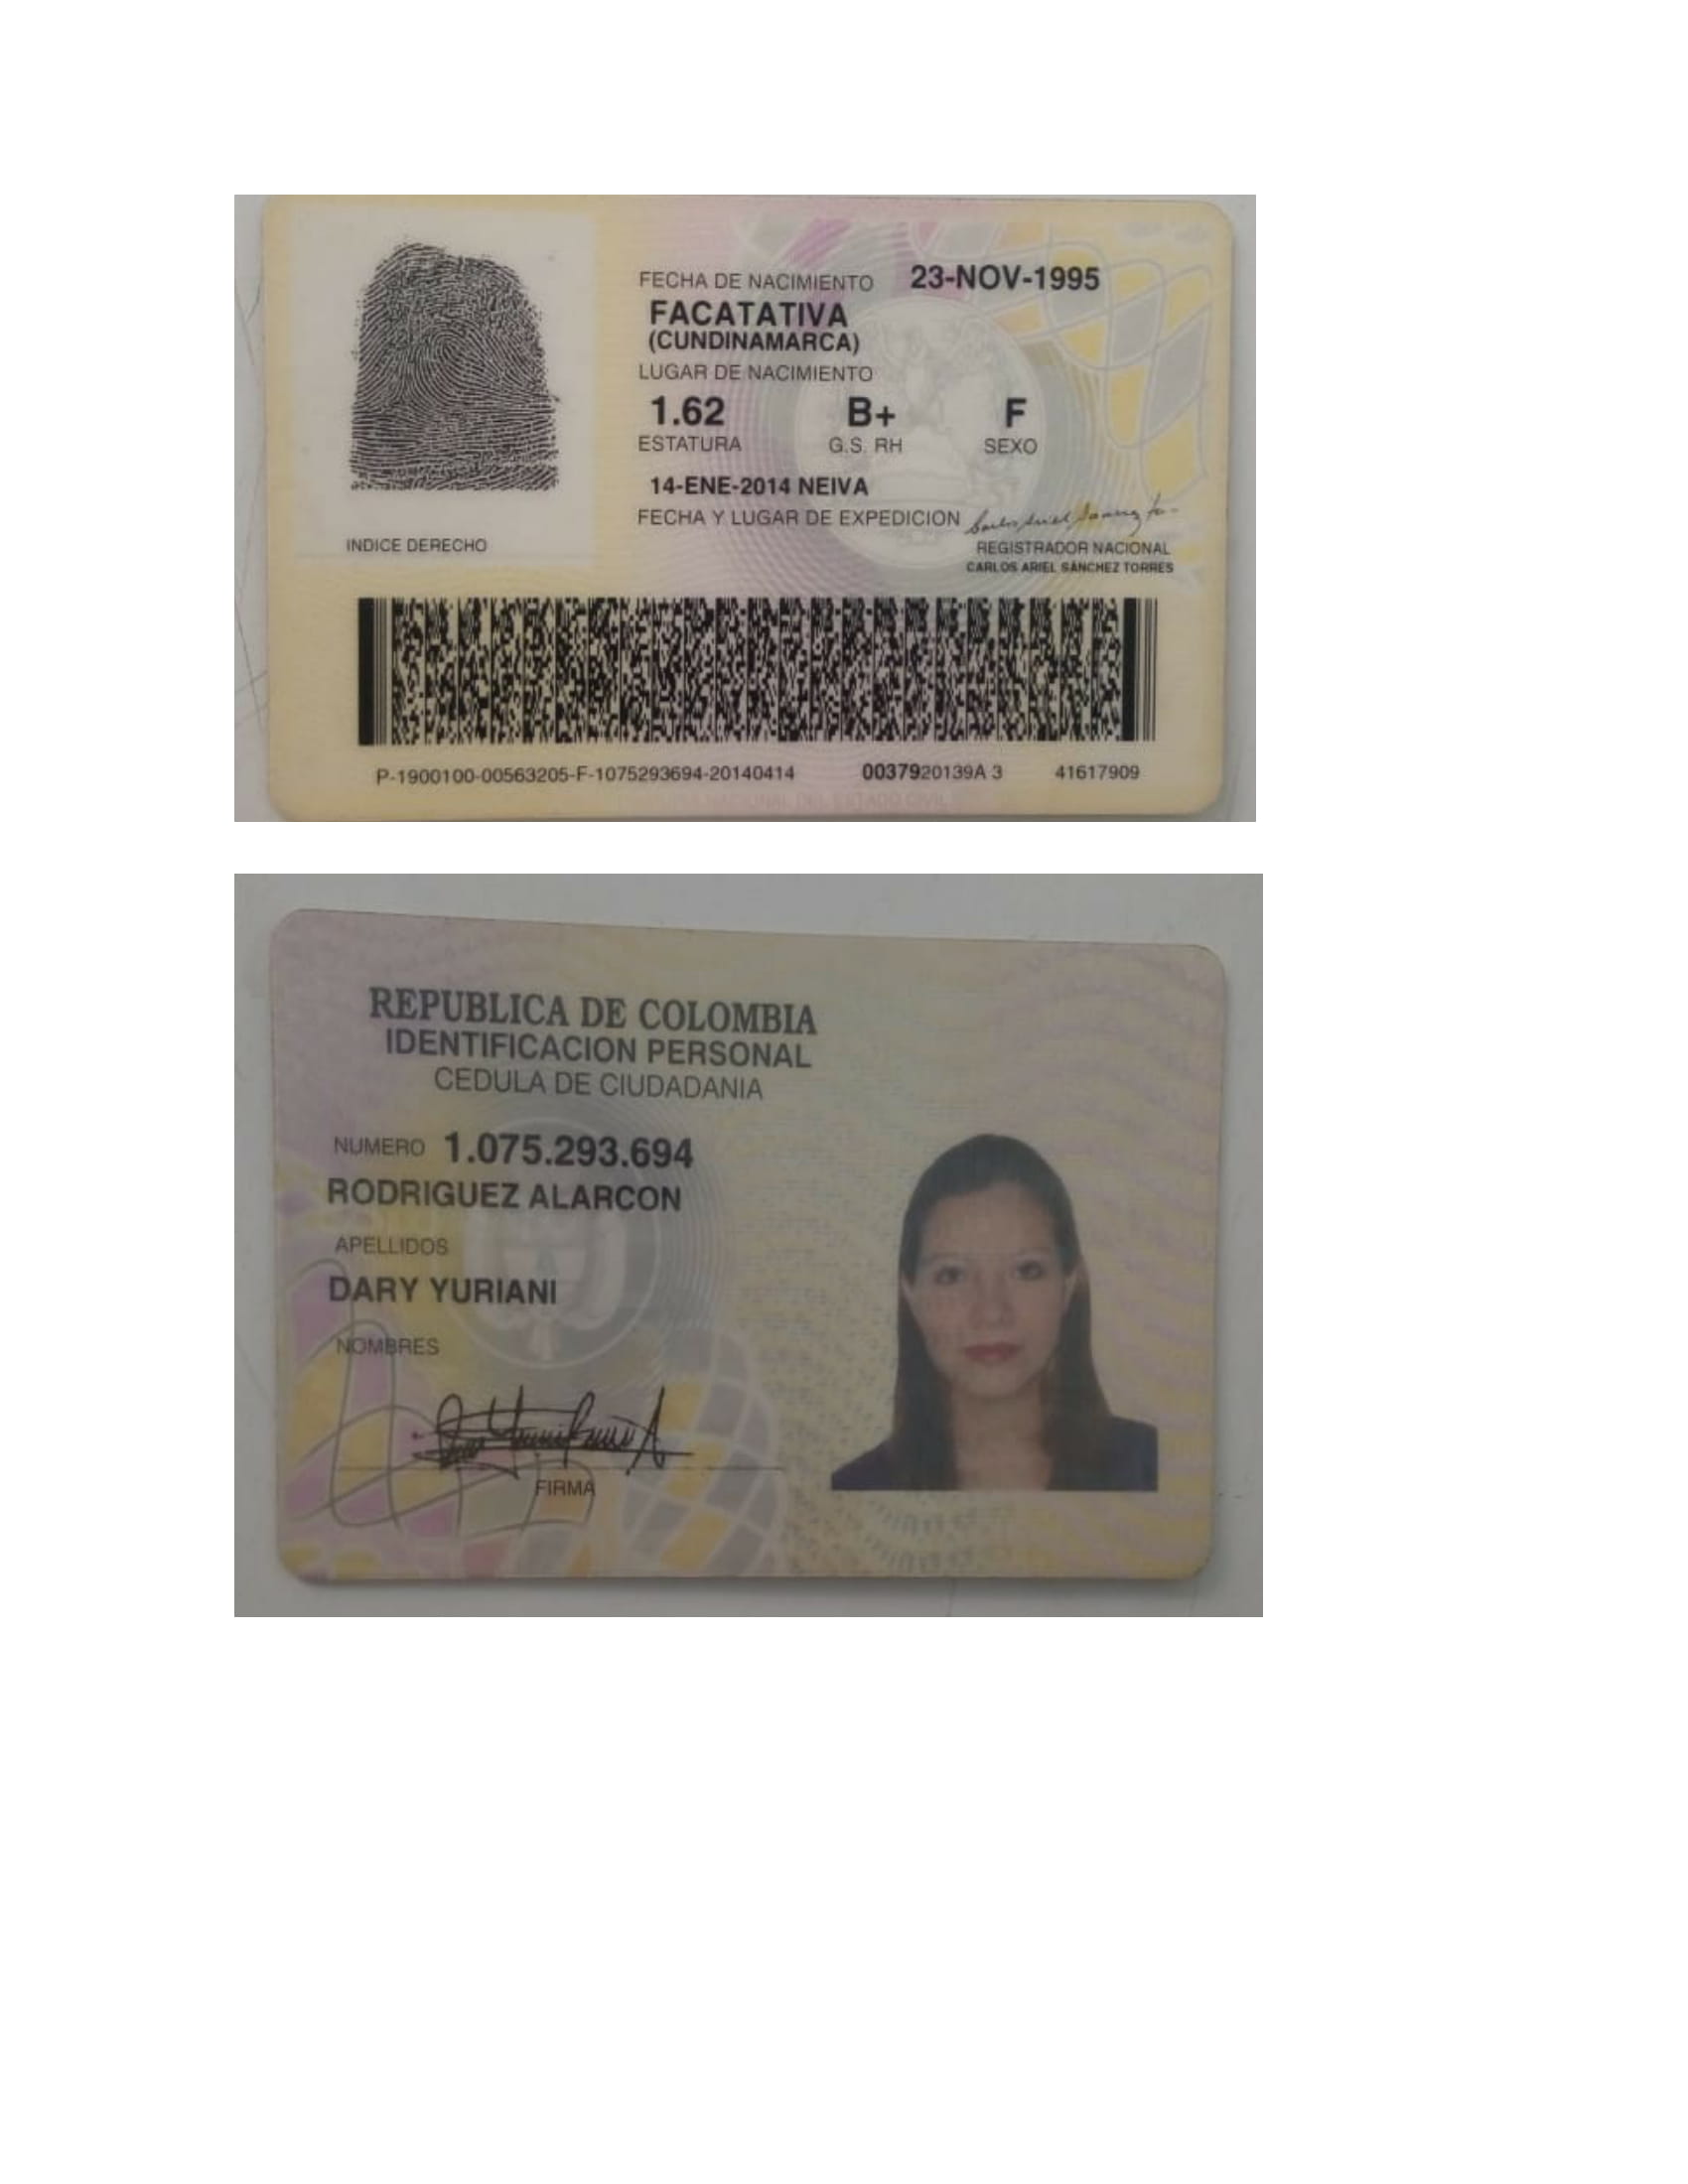 FECHA DE NACIMIENTO 23-NOV-1995
FACATATIVA
(CUNDINAMARCA)
LUGAR DE NACIMIENTO
1.62 B+ F
ESTATURA G.S. RH SEXO
14-ENE-2014 NEIVA
FECHA Y LUGAR DE EXPEDICION
INDICE DERECHO
REGISTRADOR NACIONAL
CARLOS ARIEL SÁNCHEZ TORRES
P-1900100-00563205-F-1075293694-20140414 0037920139A 3 41617909
REPUBLICA DE COLOMBIA
IDENTIFICACION PERSONAL
CEDULA DE CIUDADANIA
NUMERO 1.075.293.694
RODRIGUEZ ALARCON
APELLIDOS
DARY YURIANI
NOMBRES
FIRMA